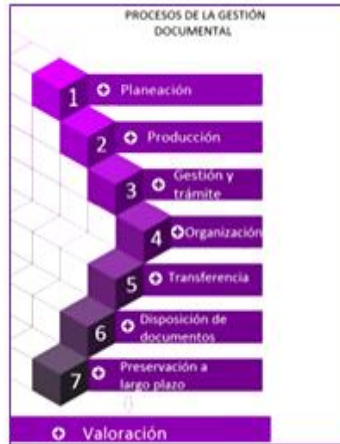 PROCESOS DE LA GESTIÓN
DOCUMENTAL
1 Planeación
2 Producción
3 Gestión y
trámite
4 Organización
5 Transferencia
6 Disposición de
documentos
7 Preservación a
largo plazo
Valoración